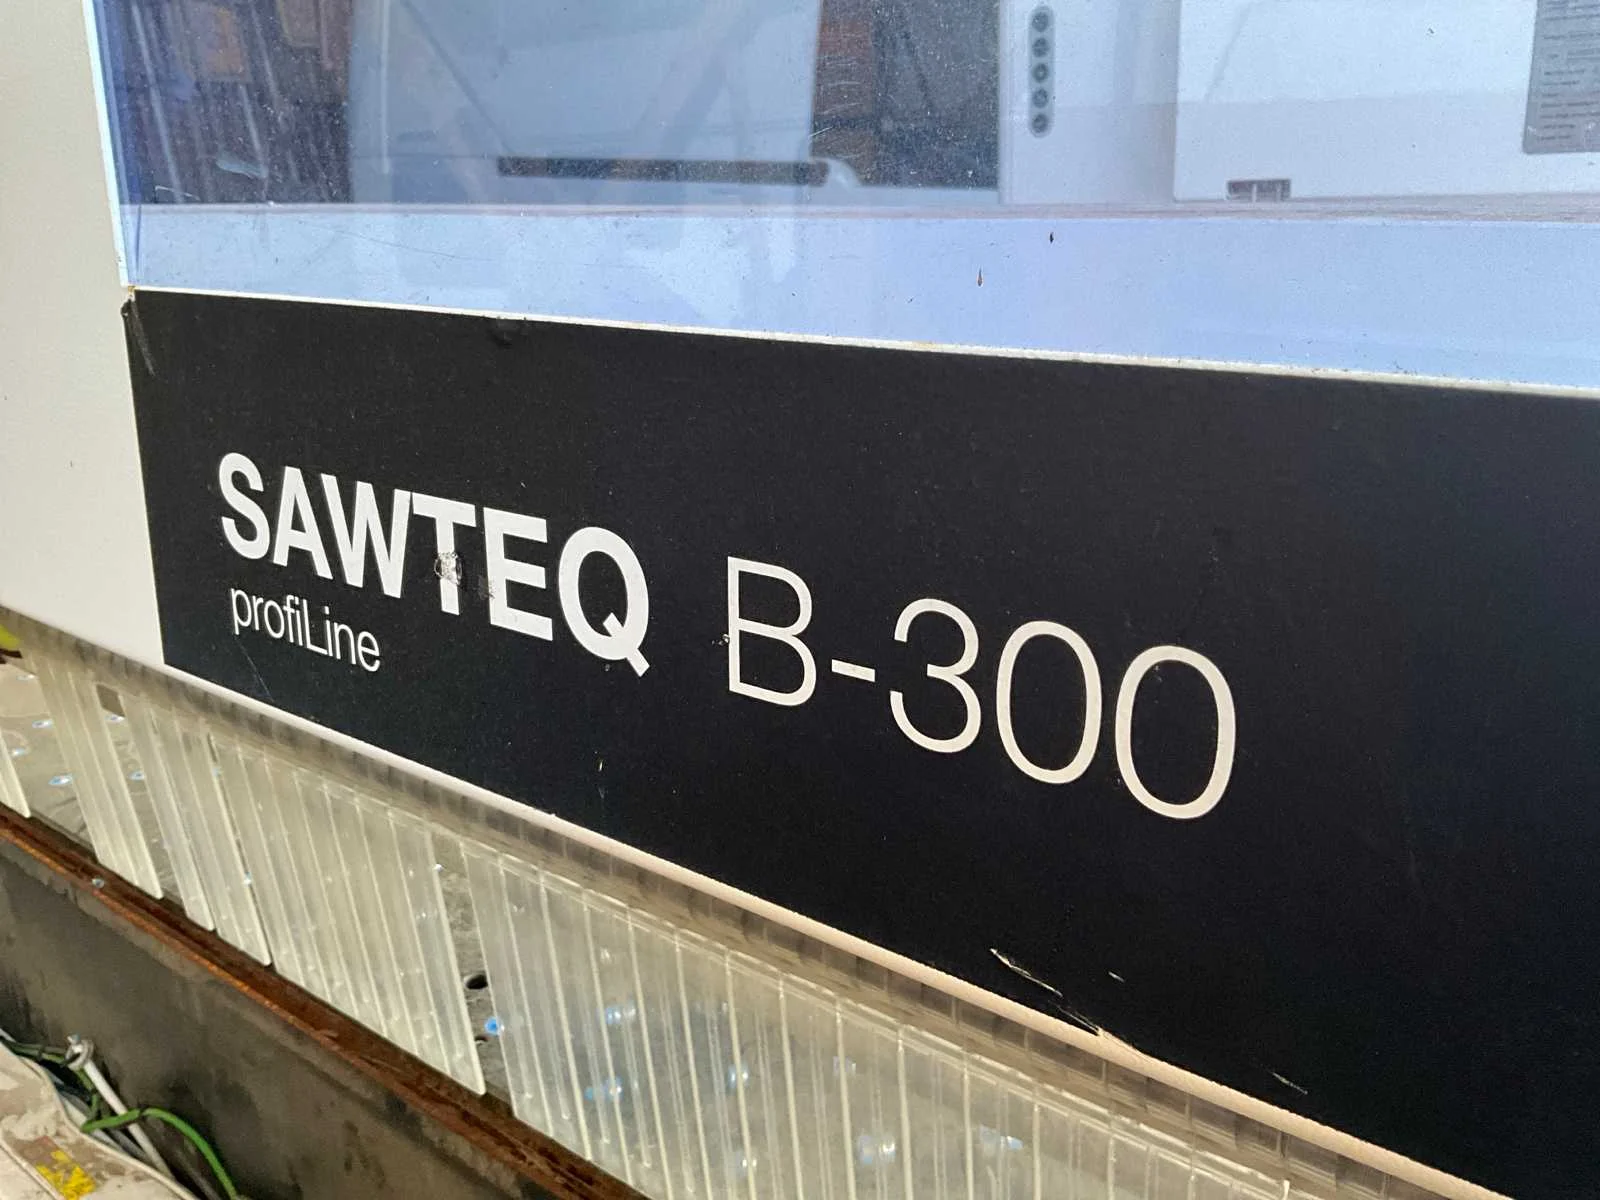 SAWTEQ B-300
profiLine